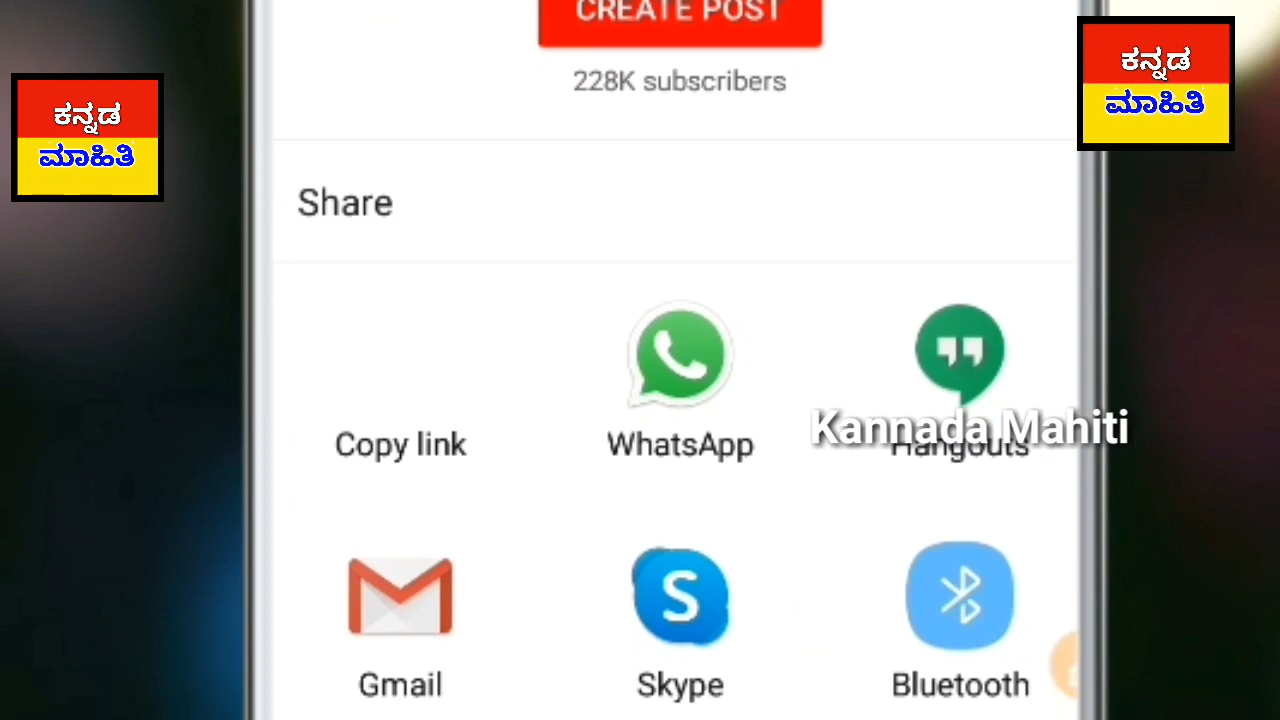 CREATE POST
228K subscribers
ಕನ್ನಡ
ಮಾಹಿತಿ
ಕನ್ನಡ
ಮಾಹಿತಿ
Share
Copy link
WhatsApp
Hangouts
Kannada Mahiti
Gmail
Skype
Bluetooth